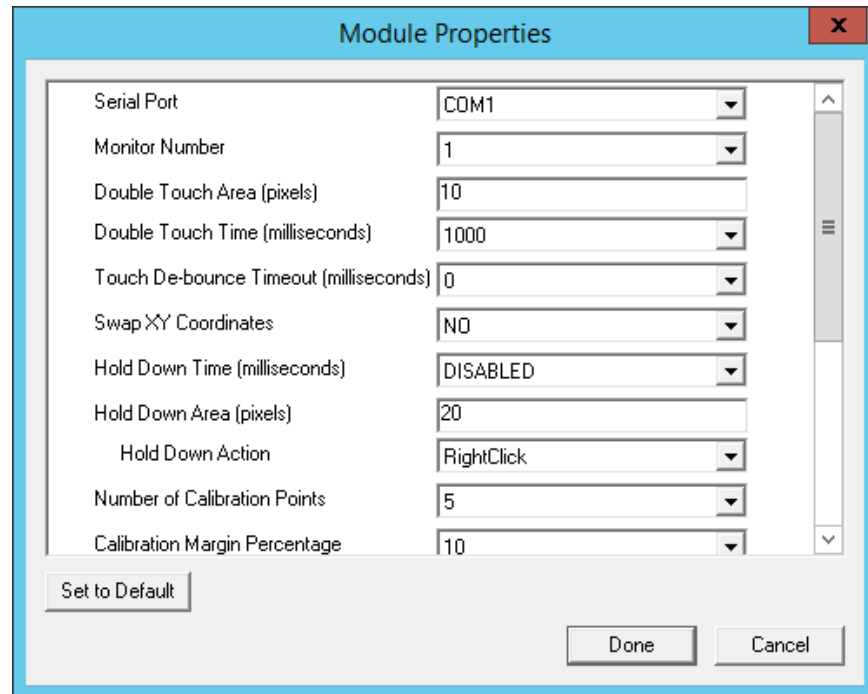 Module Properties
x
Serial Port COM1
Monitor Number 1
Double Touch Area (pixels) 10
Double Touch Time (milliseconds) 1000
Touch De-bounce Timeout (milliseconds) 0
Swap XY Coordinates NO
Hold Down Time (milliseconds) DISABLED
Hold Down Area (pixels) 20
Hold Down Action RightClick
Number of Calibration Points 5
Calibration Margin Percentage 10
Set to Default
Done Cancel